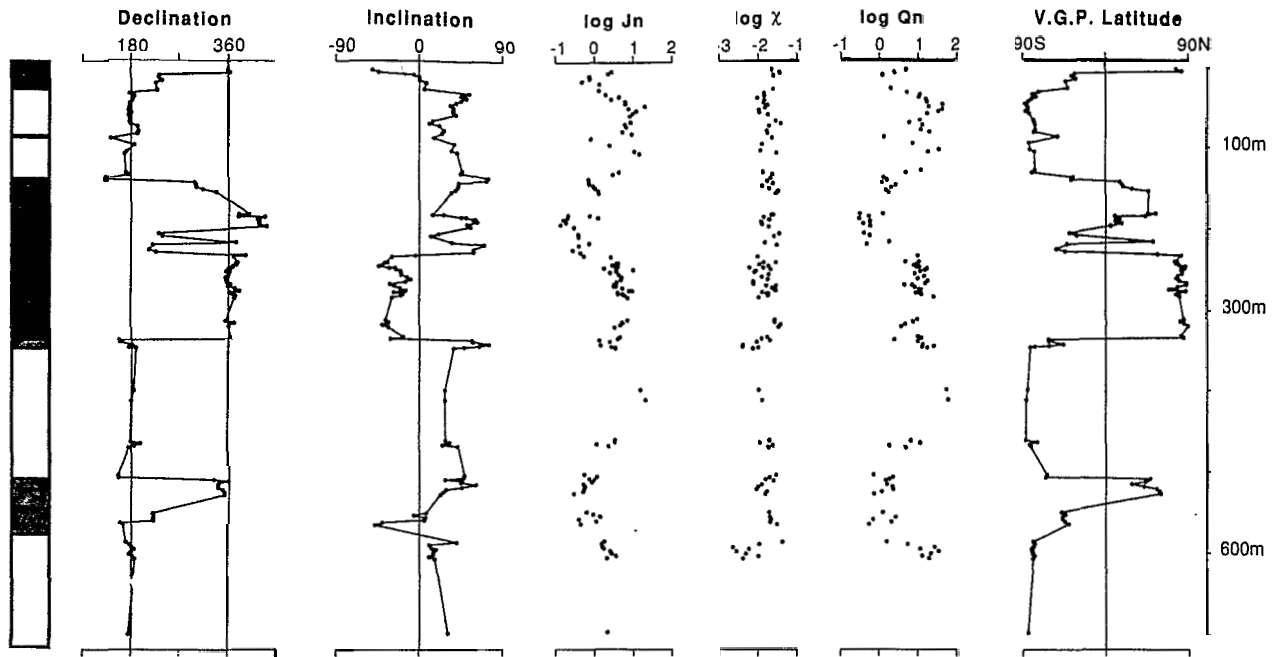 Declination Inclination log Jn log χ log Qn V.G.P. Latitude
180 360 -90 0 90 -1 0 1 2 -3 -2 -1 -1 0 1 2 90S 90N
100m
300m
600m